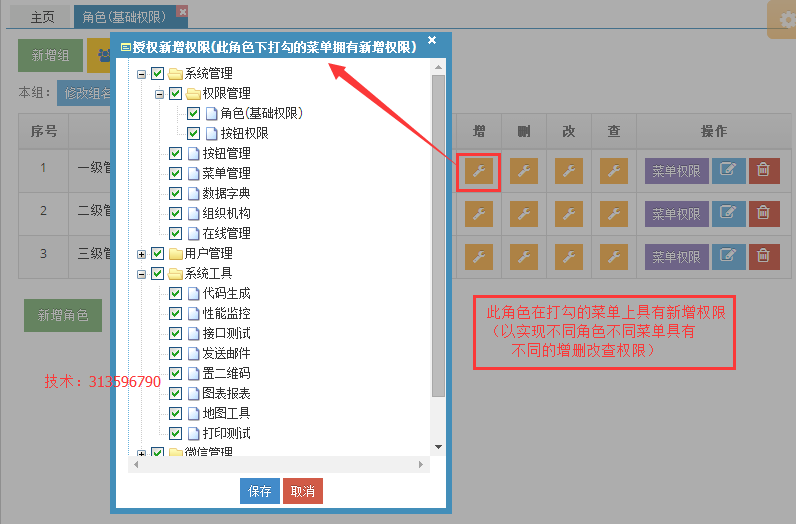 主页
角色(基础权限)
新增组
本组：
修改组名
序号
增
删
改
查
操作
1
一级管
菜单权限
2
二级管
菜单权限
3
三级管
菜单权限
新增角色
授权新增权限(此角色下打勾的菜单拥有新增权限)
系统管理
权限管理
角色(基础权限)
按钮权限
按钮管理
菜单管理
数据字典
组织机构
在线管理
用户管理
系统工具
代码生成
性能监控
接口测试
发送邮件
置二维码
图表报表
地图工具
打印测试
微信管理
保存
取消
此角色在打勾的菜单上具有新增权限
（以实现不同角色不同菜单具有
不同的增删改查权限）
技术：313596790